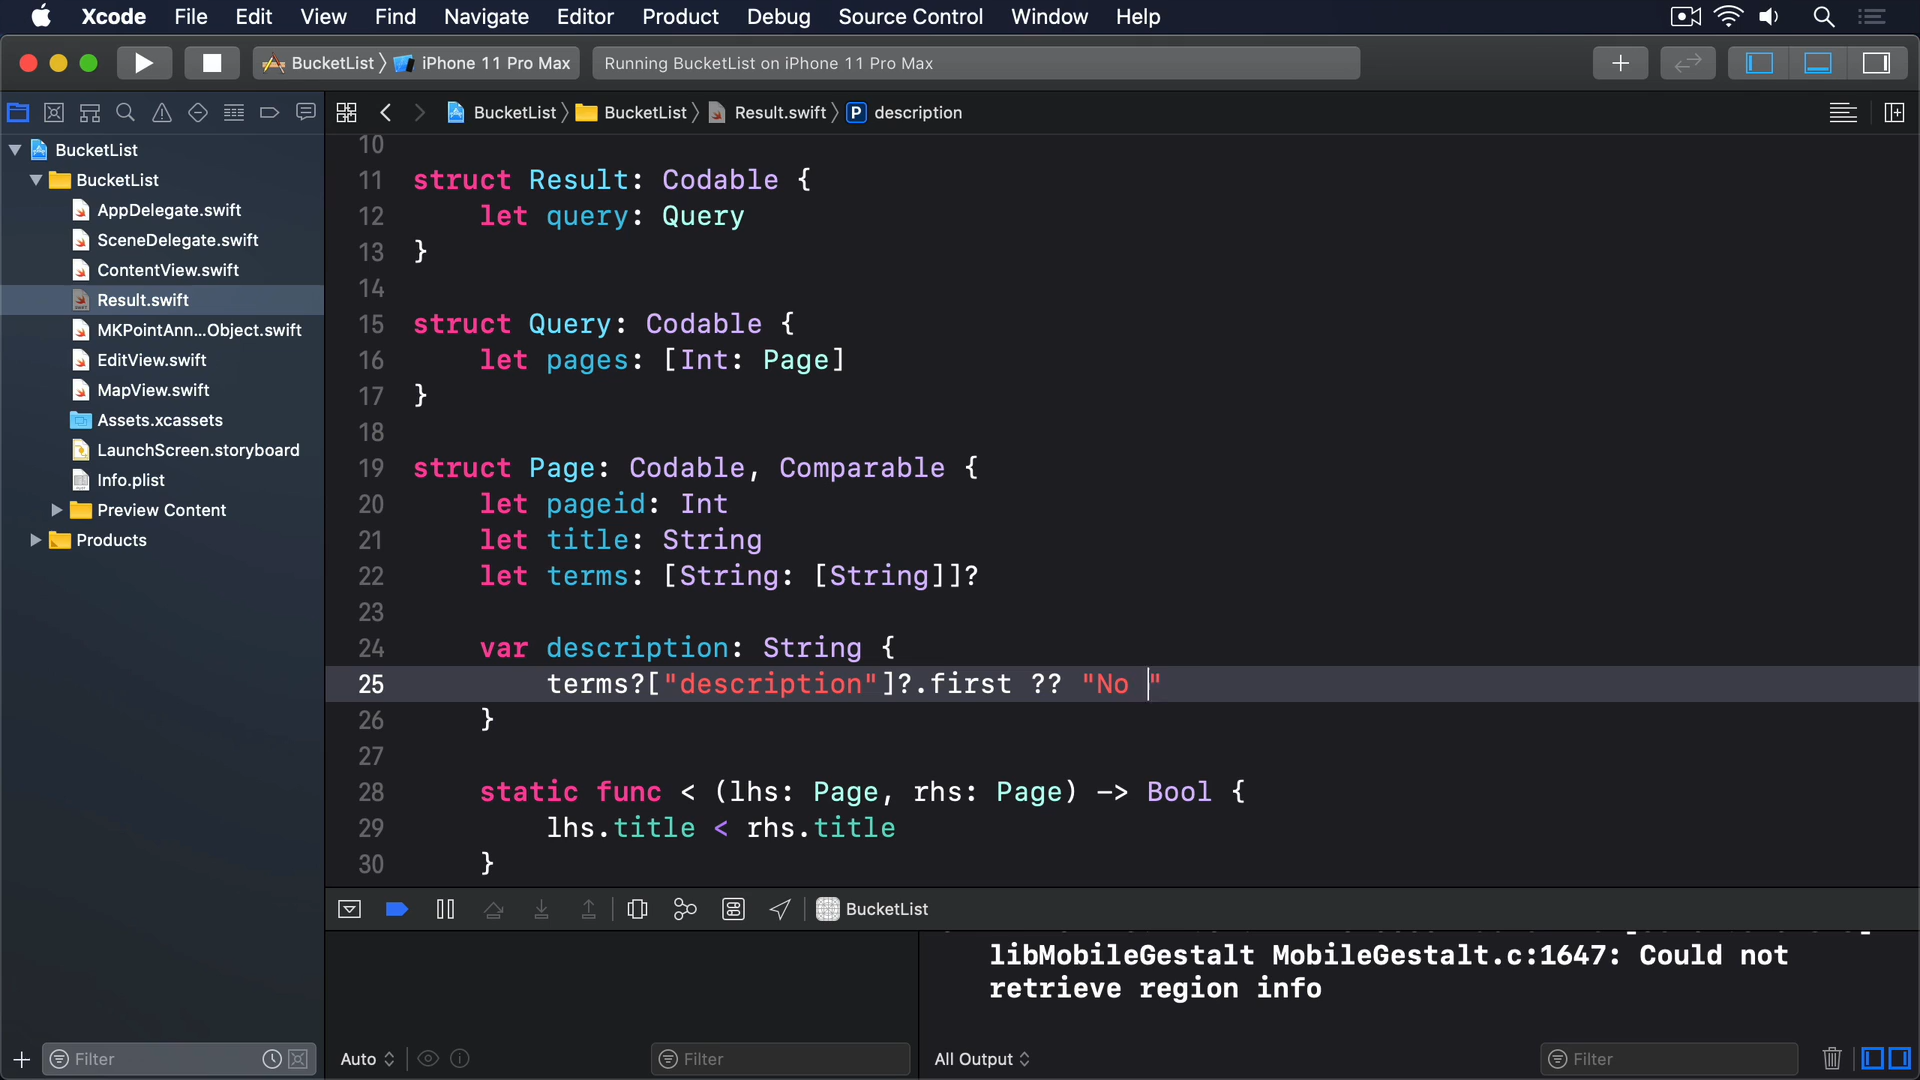 Xcode File Edit View Find Navigate Editor Product Debug Source Control Window Help
BucketList iPhone 11 Pro Max Running BucketList on iPhone 11 Pro Max
BucketList BucketList Result.swift P description
BucketList
BucketList
AppDelegate.swift
SceneDelegate.swift
ContentView.swift
Result.swift
MKPointAnn...Object.swift
EditView.swift
MapView.swift
Assets.xcassets
LaunchScreen.storyboard
Info.plist
Preview Content
Products
10
11 struct Result: Codable {
12 let query: Query
13 }
14
15 struct Query: Codable {
16 let pages: [Int: Page]
17 }
18
19 struct Page: Codable, Comparable {
20 let pageid: Int
21 let title: String
22 let terms: [String: [String]]?
23
24 var description: String {
25 terms?["description"]?.first ?? "No "
26 }
27
28 static func < (lhs: Page, rhs: Page) -> Bool {
29 lhs.title < rhs.title
30 }
BucketList
libMobileGestalt MobileGestalt.c:1647: Could not
retrieve region info
Filter Auto Filter All Output Filter